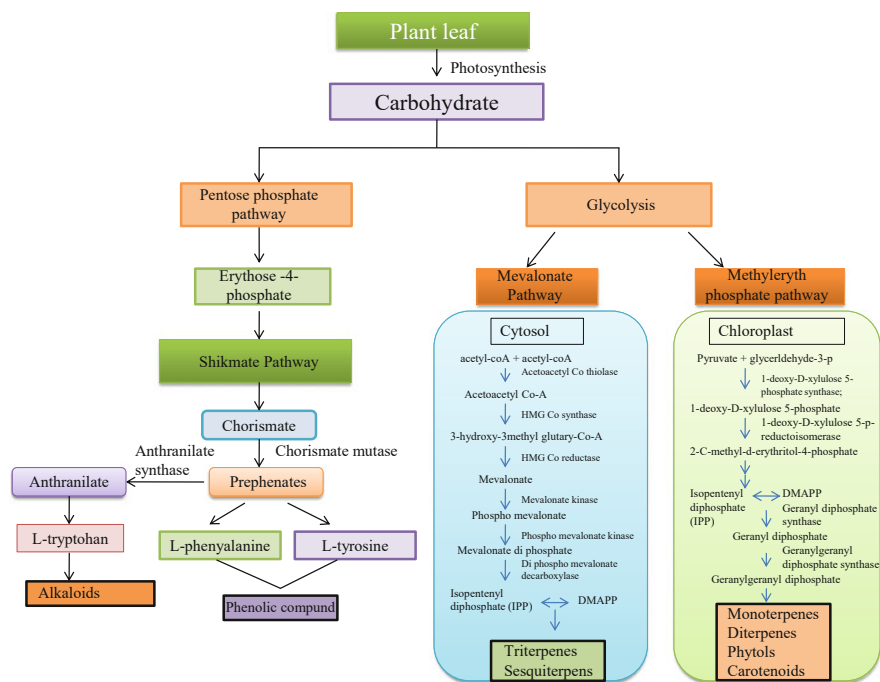 Plant leaf
Photosynthesis
Carbohydrate
Pentose phosphate
pathway
Glycolysis
Erythose -4-
phosphate
Shikmate Pathway
Chorismate
Anthranilate
synthase
Chorismate mutase
Anthranilate
Prephenates
L-tryptohan
L-phenyalanine
L-tyrosine
Alkaloids
Phenolic compund
Mevalonate
Pathway
Cytosol
acetyl-coA + acetyl-coA
Acetoacetyl Co thiolase
Acetoacetyl Co-A
HMG Co synthase
3-hydroxy-3methyl glutary-Co-A
HMG Co reductase
Mevalonate
Mevalonate kinase
Phospho mevalonate
Phospho mevalonate kinase
Mevalonate di phosphate
Di phospho mevalonate
decarboxylase
Isopentenyl
diphosphate (IPP)
DMAPP
Triterpenes
Sesquiterpens
Methyleryth
phosphate pathway
Chloroplast
Pyruvate + glycerldehyde-3-p
1-deoxy-D-xylulose 5-
phosphate synthase;
1-deoxy-D-xylulose 5-phosphate
1-deoxy-D-xylulose 5-p-
reductoisomerase
2-C-methyl-d-erythritol-4-phosphate
Isopentenyl
diphosphate
(IPP)
DMAPP
Geranyl diphosphate
synthase
Geranyl diphosphate
Geranylgeranyl
diphosphate synthase
Geranylgeranyl diphosphate
Monoterpenes
Diterpenes
Phytols
Carotenoids